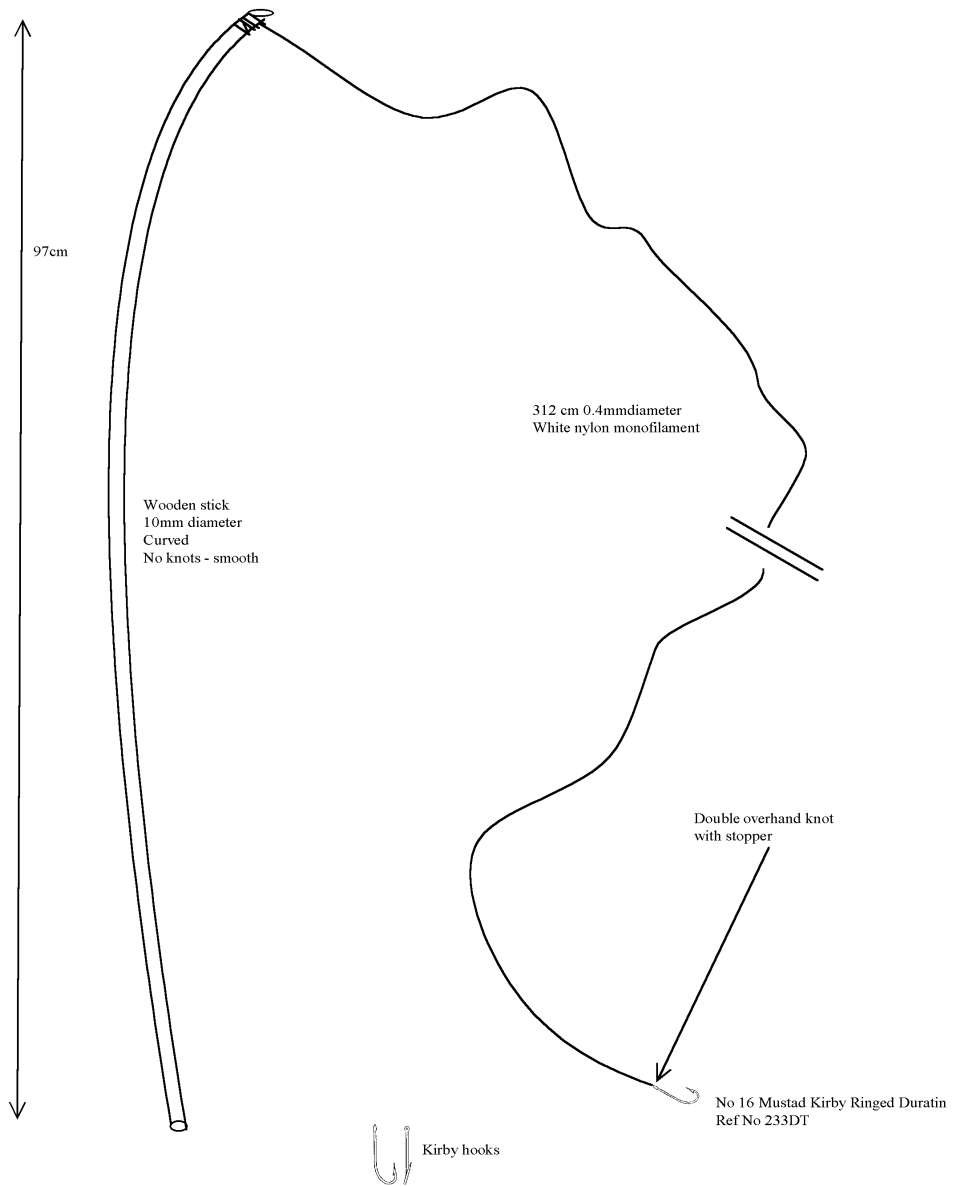 97cm
312 cm 0.4mmdiameter
White nylon monofilament
Wooden stick
10mm diameter
Curved
No knots - smooth
Double overhand knot
with stopper
No 16 Mustad Kirby Ringed Duratin
Ref No 233DT
Kirby hooks